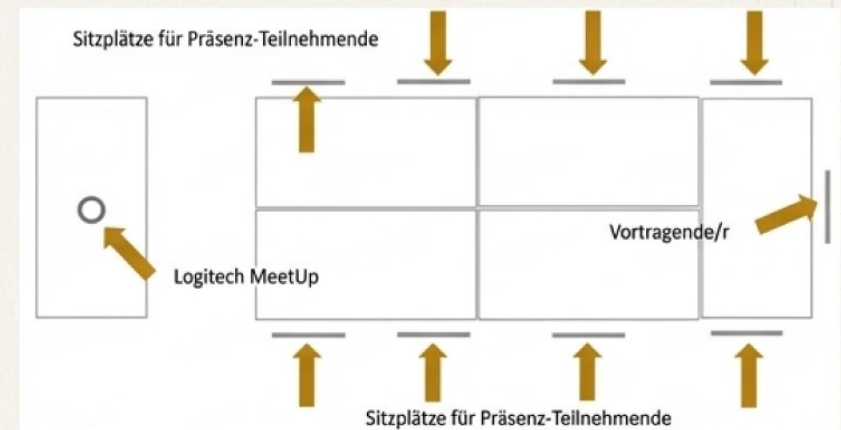 Sitzplätze für Präsenz-Teilnehmende
Vortragende/r
Logitech MeetUp
Sitzplätze für Präsenz-Teilnehmende